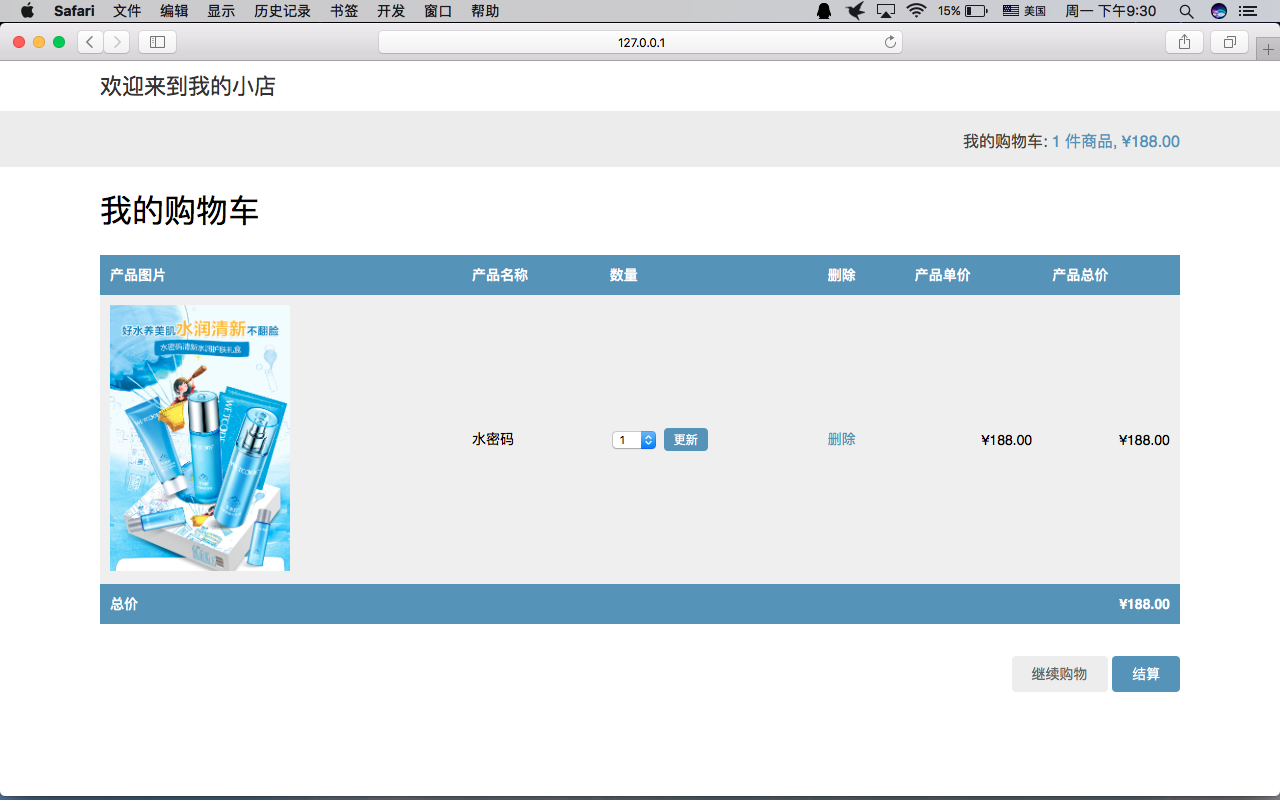 Safari 文件 编辑 显示 历史记录 书签 开发 窗口 帮助 15% 美国 周一 下午9:30
127.0.0.1
欢迎来到我的小店
我的购物车: 1 件商品, ¥188.00
我的购物车
产品图片 产品名称 数量 删除 产品单价 产品总价
好水养美肌水润清新不翻脸
水密码清新水润护肤礼盒
WETCODE
水密码 1 更新 删除 ¥188.00 ¥188.00
总价 ¥188.00
继续购物 结算